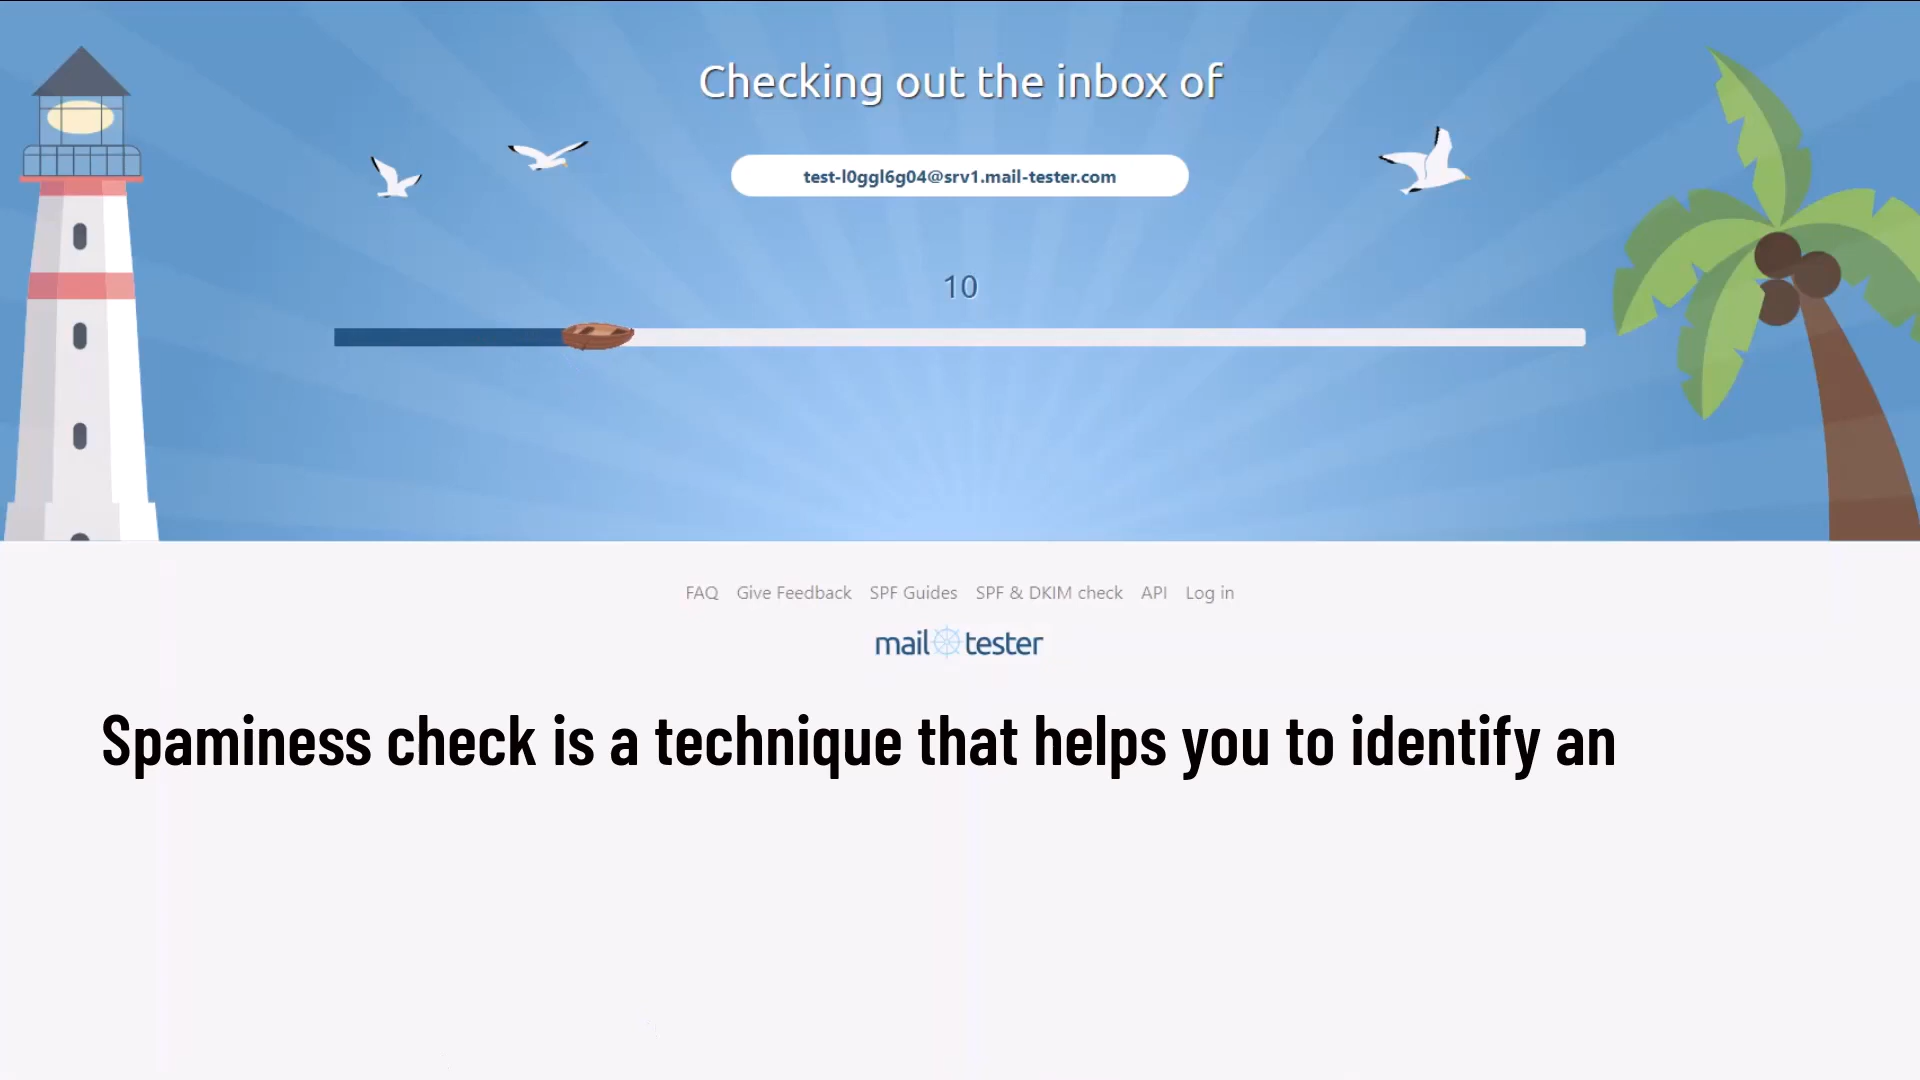 Checking out the inbox of
test-l0ggl6g04@srv1.mail-tester.com
10
FAQ Give Feedback SPF Guides SPF & DKIM check API Log in
mail tester
Spaminess check is a technique that helps you to identify an